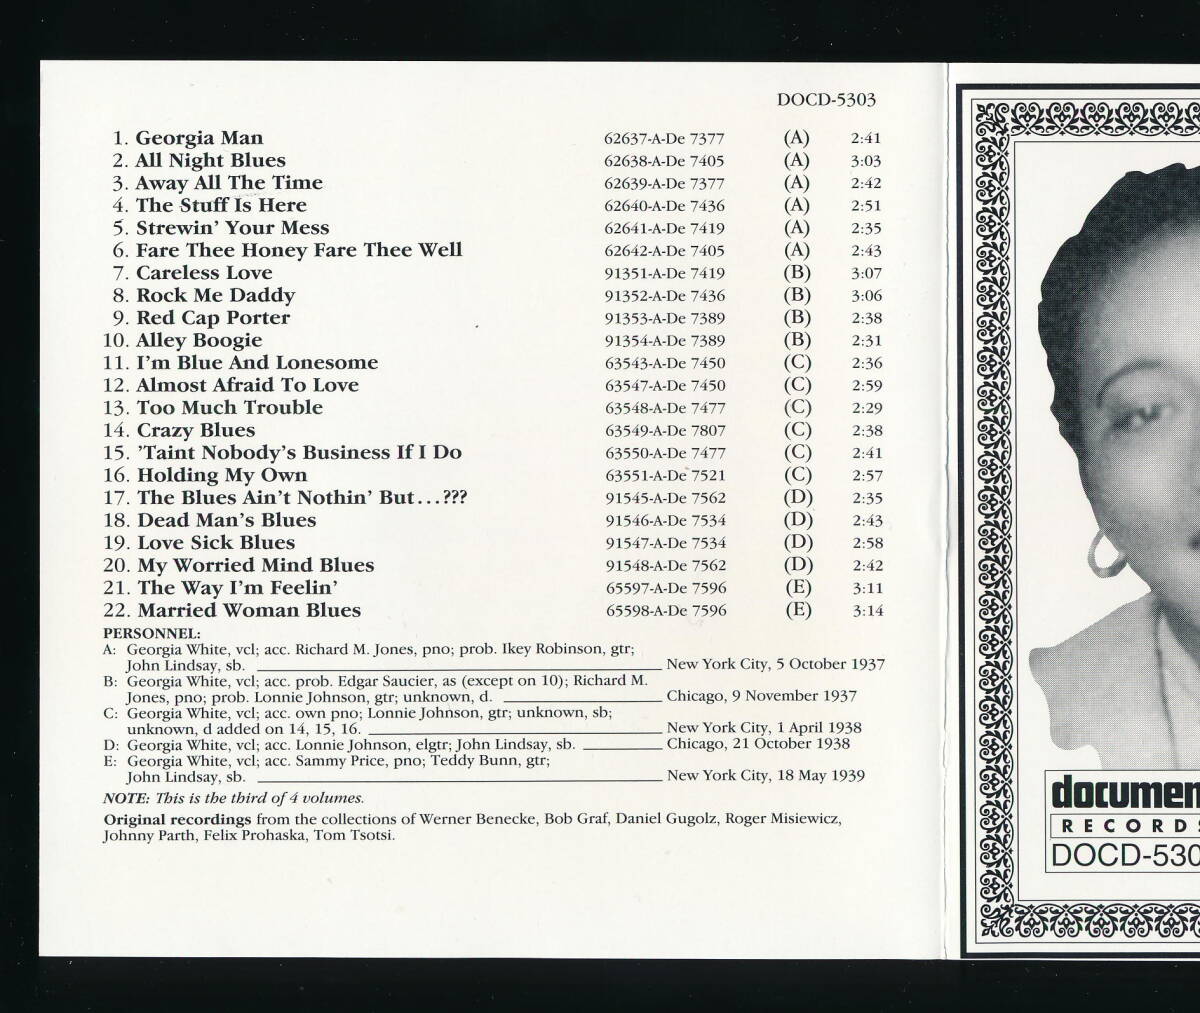 DOCD-5303
1. Georgia Man 62637-A-De 7377 (A) 2:41
2. All Night Blues 62638-A-De 7405 (A) 3:03
3. Away All The Time 62639-A-De 7377 (A) 2:42
4. The Stuff Is Here 62640-A-De 7436 (A) 2:51
5. Strewin' Your Mess 62641-A-De 7419 (A) 2:35
6. Fare Thee Honey Fare Thee Well 62642-A-De 7405 (A) 2:43
7. Careless Love 91351-A-De 7419 (B) 3:07
8. Rock Me Daddy 91352-A-De 7436 (B) 3:06
9. Red Cap Porter 91353-A-De 7389 (B) 2:38
10. Alley Boogie 91354-A-De 7389 (B) 2:31
11. I'm Blue And Lonesome 63543-A-De 7450 (C) 2:36
12. Almost Afraid To Love 63547-A-De 7450 (C) 2:59
13. Too Much Trouble 63548-A-De 7477 (C) 2:29
14. Crazy Blues 63549-A-De 7807 (C) 2:38
15. 'Taint Nobody's Business If I Do 63550-A-De 7477 (C) 2:41
16. Holding My Own 63551-A-De 7521 (C) 2:57
17. The Blues Ain't Nothin' But...??? 91545-A-De 7562 (D) 2:35
18. Dead Man's Blues 91546-A-De 7534 (D) 2:43
19. Love Sick Blues 91547-A-De 7534 (D) 2:58
20. My Worried Mind Blues 91548-A-De 7562 (D) 2:42
21. The Way I'm Feelin' 65597-A-De 7596 (E) 3:11
22. Married Woman Blues 65598-A-De 7596 (E) 3:14
PERSONNEL:
A: Georgia White, vcl; acc. Richard M. Jones, pno; prob. Ikey Robinson, gtr;
John Lindsay, sb. New York City, 5 October 1937
B: Georgia White, vcl; acc. prob. Edgar Saucier, as (except on 10); Richard M.
Jones, pno; prob. Lonnie Johnson, gtr; unknown, d. Chicago, 9 November 1937
C: Georgia White, vcl; acc. own pno; Lonnie Johnson, gtr; unknown, sb;
unknown, d added on 14, 15, 16. New York City, 1 April 1938
D: Georgia White, vcl; acc. Lonnie Johnson, elgtr; John Lindsay, sb. Chicago, 21 October 1938
E: Georgia White, vcl; acc. Sammy Price, pno; Teddy Bunn, gtr;
John Lindsay, sb. New York City, 18 May 1939
NOTE: This is the third of 4 volumes.
Original recordings from the collections of Werner Benecke, Bob Graf, Daniel Gugolz, Roger Misiewicz,
Johnny Parth, Felix Prohaska, Tom Tsotsi.
documen
RECORDS
DOCD-530